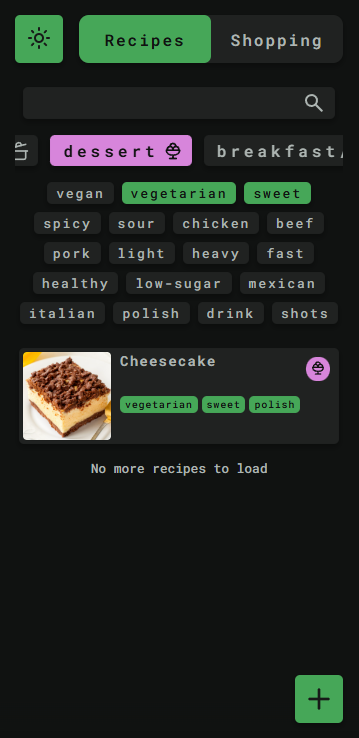 Recipes Shopping
dessert breakfast/
vegan vegetarian sweet
spicy sour chicken beef
pork light heavy fast
healthy low-sugar mexican
italian polish drink shots
Cheesecake
vegetarian sweet polish
No more recipes to load